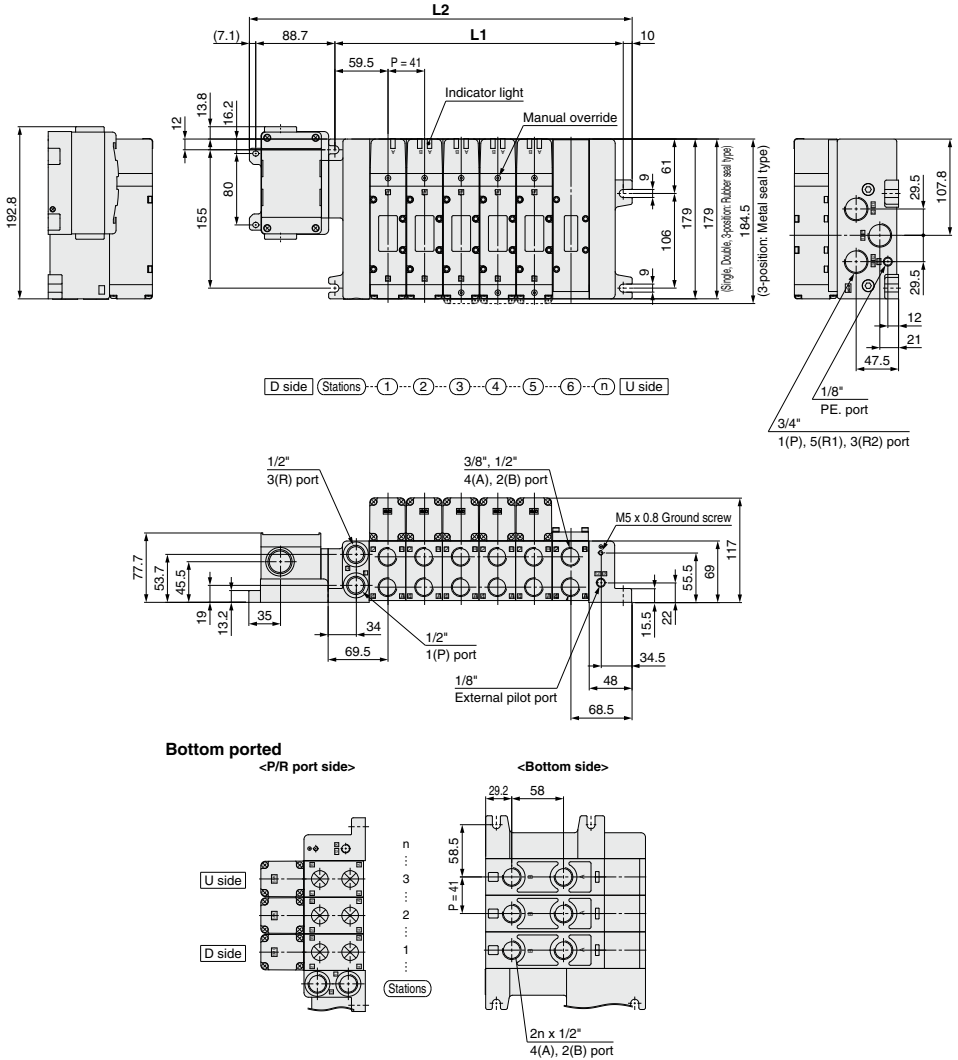 L2
(7.1)
88.7
L1
10
59.5
P = 41
Indicator light
Manual override
13.8
16.2
12
192.8
155
80
9
61
106
9
179
179
(Single, Double, 3-position: Rubber seal type)
184.5
(3-position: Metal seal type)
29.5
107.8
29.5
12
21
47.5
1/8"
PE. port
3/4"
1(P), 5(R1), 3(R2) port
D side Stations 1 2 3 4 5 6 n U side
1/2"
3(R) port
3/8", 1/2"
4(A), 2(B) port
M5 x 0.8 Ground screw
77.7
53.7
45.5
19
13.2
35
34
69.5
1/2"
1(P) port
1/8"
External pilot port
117
69
55.5
22
15.5
34.5
48
68.5
Bottom ported
<P/R port side>
<Bottom side>
29.2
58
58.5
P = 41
n
U side
3
2
D side
1
Stations
2n x 1/2"
4(A), 2(B) port